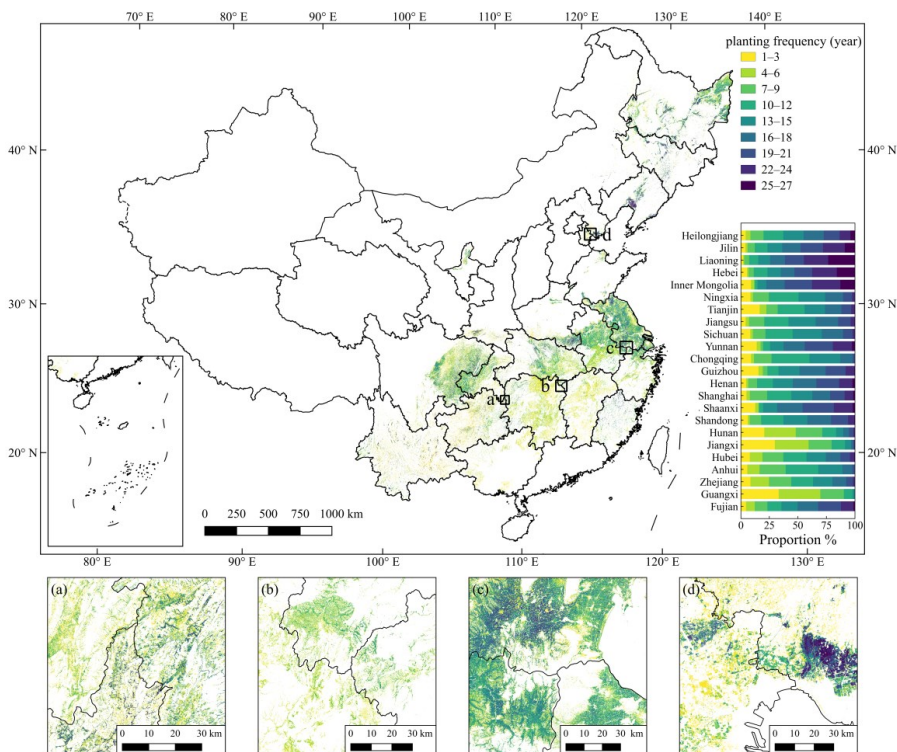 70° E 80° E 90° E 100° E 110° E 120° E 130° E 140° E
planting frequency (year)
1–3
4–6
7–9
10–12
13–15
16–18
19–21
22–24
25–27
40° N 40° N
30° N 30° N
20° N 20° N
d
c
b
a
Heilongjiang
Jilin
Liaoning
Hebei
Inner Mongolia
Ningxia
Tianjin
Jiangsu
Sichuan
Yunnan
Chongqing
Guizhou
Henan
Shanghai
Shaanxi
Shandong
Hunan
Jiangxi
Hubei
Anhui
Zhejiang
Guangxi
Fujian
0 25 50 75 100
Proportion %
0 250 500 750 1000 km
80° E 90° E 100° E 110° E 120° E 130° E
(a) (b) (c) (d)
0 10 20 30 km 0 10 20 30 km 0 10 20 30 km 0 10 20 30 km